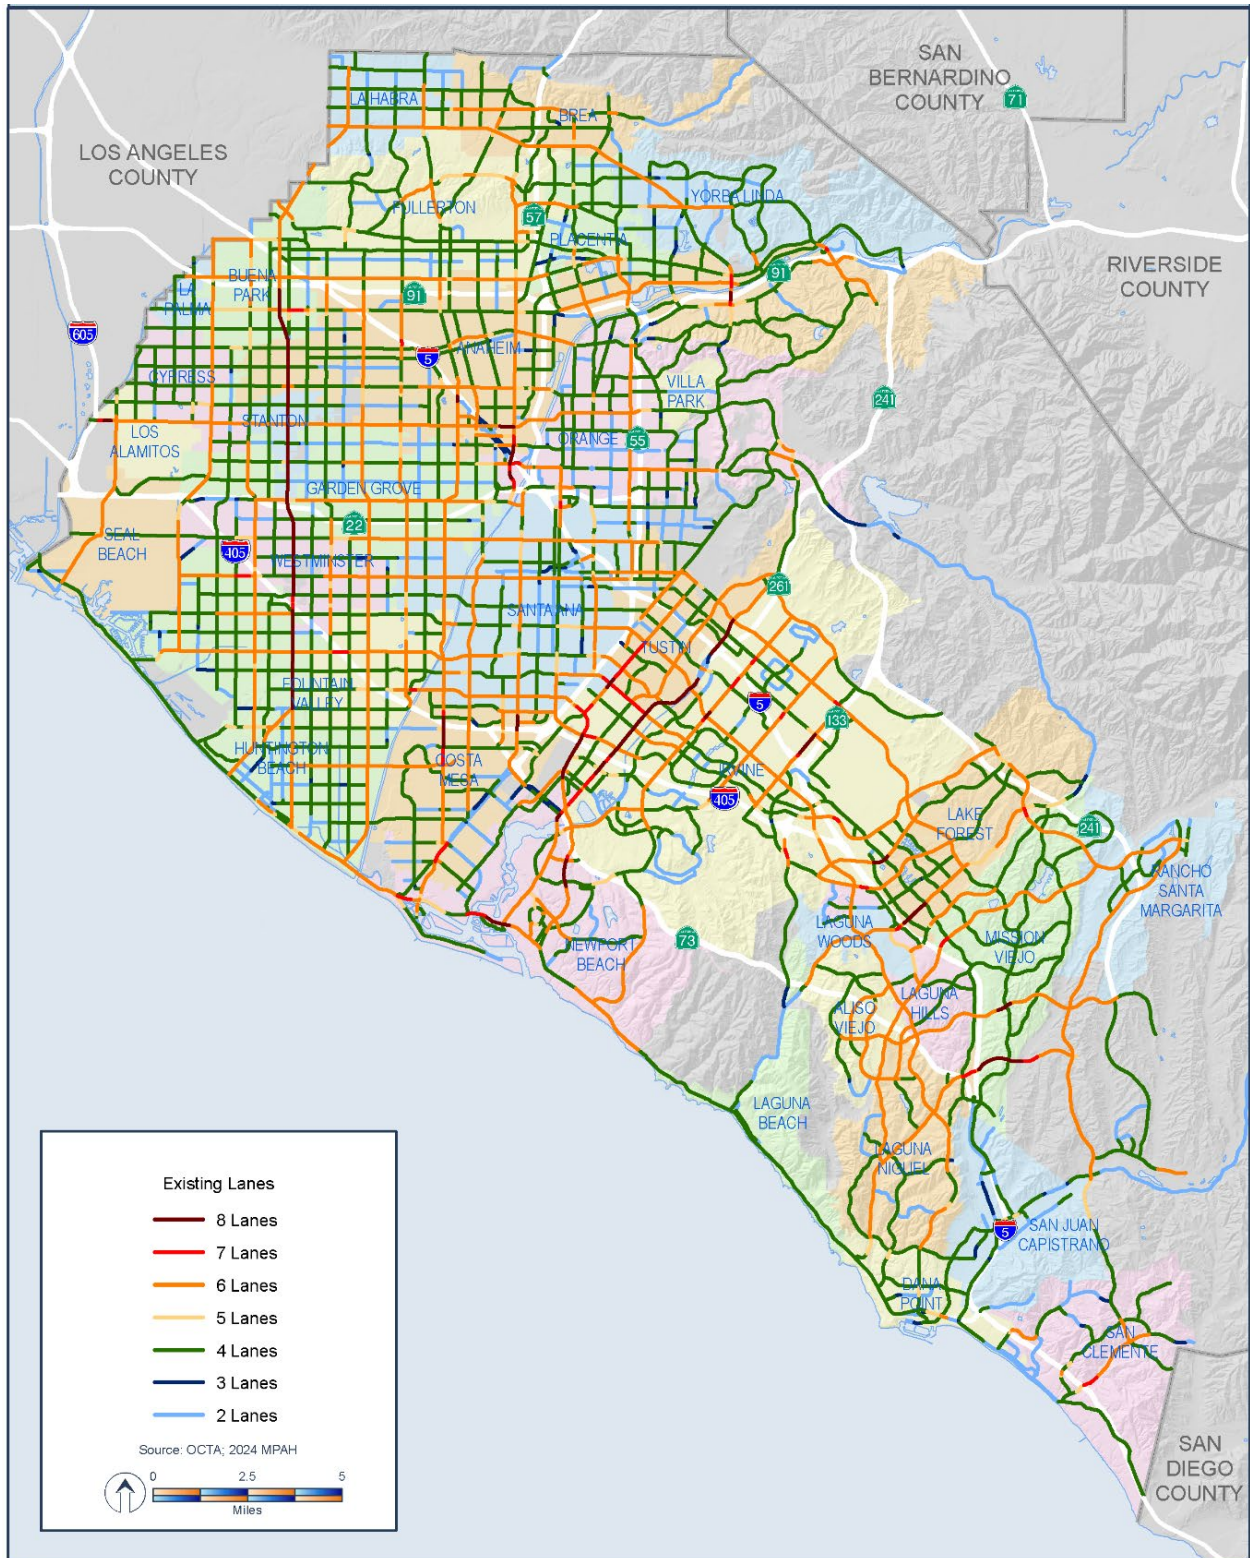 SAN
BERNARDINO
COUNTY
71
LOS ANGELES
COUNTY
LA HABRA
BREA
YORBA LINDA
FULLERTON
57
PLACENTIA
RIVERSIDE
COUNTY
BUENA
PARK
91
91
LA
PALMA
605
5
ANAHEIM
CYPRESS
VILLA
PARK
241
STANTON
LOS
ALAMITOS
ORANGE
55
GARDEN GROVE
22
SEAL
BEACH
405
WESTMINSTER
261
SANTA ANA
TUSTIN
FOUNTAIN
VALLEY
5
133
HUNTINGTON
BEACH
COSTA
MESA
IRVINE
405
LAKE
FOREST
241
RANCHO
SANTA
MARGARITA
LAGUNA
WOODS
73
NEWPORT
BEACH
MISSION
VIEJO
LAGUNA
HILLS
ALISO
VIEJO
LAGUNA
BEACH
LAGUNA
NIGUEL
5
SAN JUAN
CAPISTRANO
DANA
POINT
SAN
CLEMENTE
SAN
DIEGO
COUNTY
Existing Lanes
8 Lanes
7 Lanes
6 Lanes
5 Lanes
4 Lanes
3 Lanes
2 Lanes
Source: OCTA; 2024 MPAH
0 2.5 5
Miles